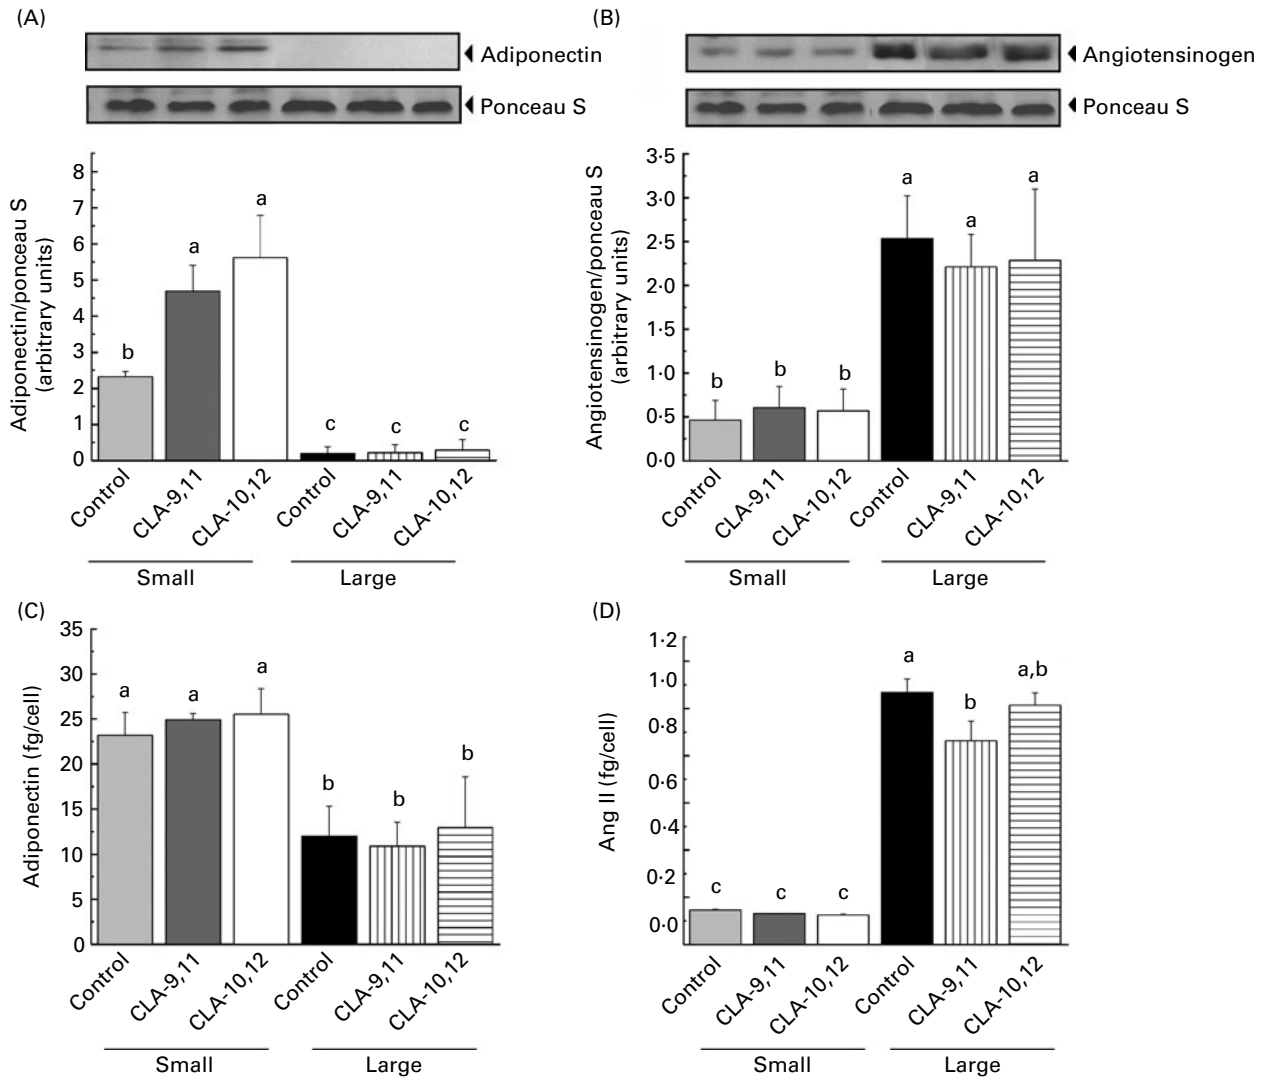 (A)
Adiponectin
Ponceau S
Adiponectin/ponceau S
(arbitrary units)
8
7
6
5
4
3
2
1
0
b
a
a
c
c
c
Control
CLA-9,11
CLA-10,12
Control
CLA-9,11
CLA-10,12
Small
Large
(B)
Angiotensinogen
Ponceau S
Angiotensinogen/ponceau S
(arbitrary units)
3·5
3·0
2·5
2·0
1·5
1·0
0·5
0·0
b
b
b
a
a
a
Control
CLA-9,11
CLA-10,12
Control
CLA-9,11
CLA-10,12
Small
Large
(C)
Adiponectin (fg/cell)
35
30
25
20
15
10
5
0
a
a
a
b
b
b
Control
CLA-9,11
CLA-10,12
Control
CLA-9,11
CLA-10,12
Small
Large
(D)
Ang II (fg/cell)
1·2
1·0
0·8
0·6
0·4
0·2
0·0
c
c
c
a
b
a,b
Control
CLA-9,11
CLA-10,12
Control
CLA-9,11
CLA-10,12
Small
Large